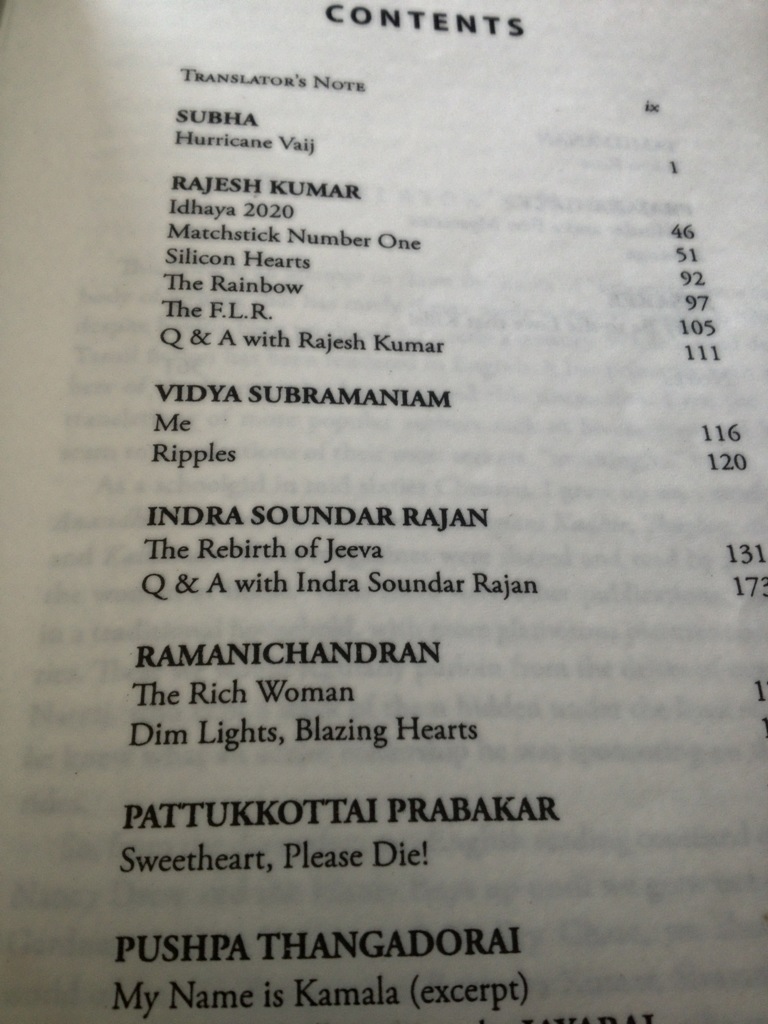 CONTENTS
TRANSLATOR'S NOTE ix
SUBHA
Hurricane Vaij 1
RAJESH KUMAR
Idhaya 2020 46
Matchstick Number One 51
Silicon Hearts 92
The Rainbow 97
The F.L.R. 105
Q & A with Rajesh Kumar 111
VIDYA SUBRAMANIAM
Me 116
Ripples 120
INDRA SOUNDAR RAJAN
The Rebirth of Jeeva 131
Q & A with Indra Soundar Rajan 173
RAMANICHANDRAN
The Rich Woman
Dim Lights, Blazing Hearts
PATTUKKOTTAI PRABAKAR
Sweetheart, Please Die!
PUSHPA THANGADORAI
My Name is Kamala (excerpt)